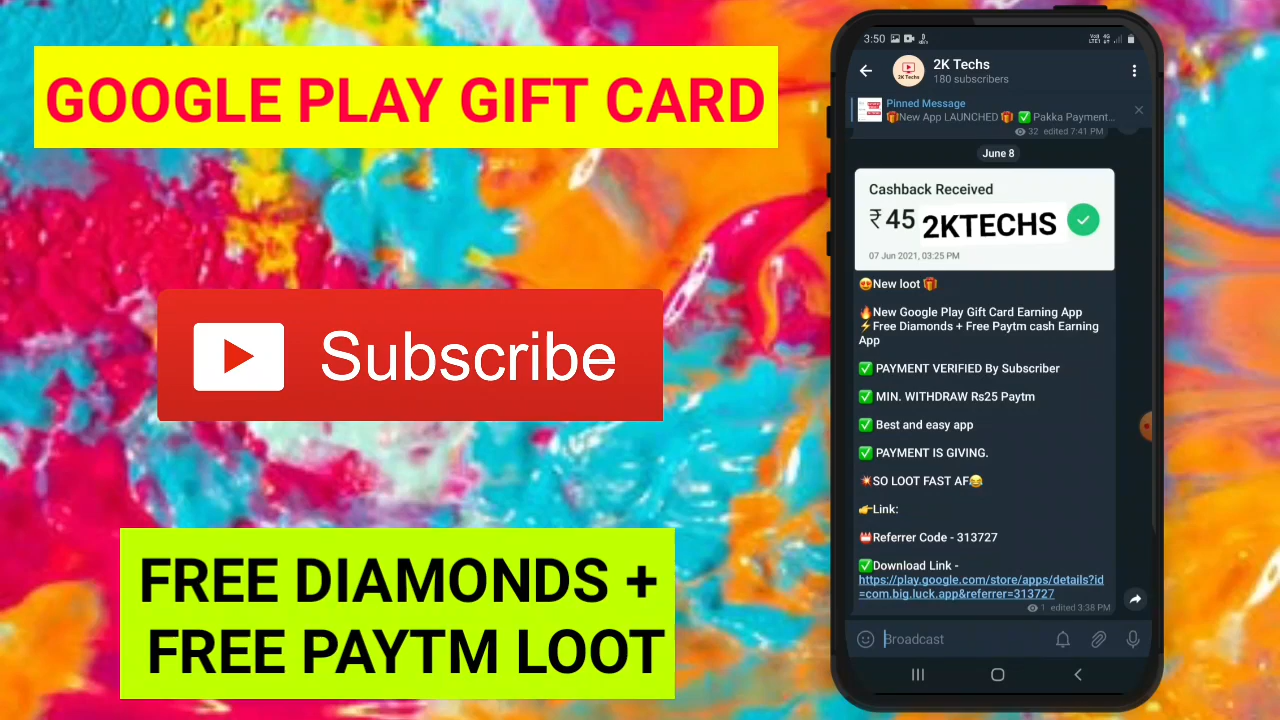 GOOGLE PLAY GIFT CARD
Subscribe
FREE DIAMONDS +
FREE PAYTM LOOT
3:50
2K Techs
2K Techs
180 subscribers
Pinned Message
🎁New App LAUNCHED🎁 ✅ Pakka Payment...
32 edited 7:41 PM
June 8
Cashback Received
₹45 2KTECHS
07 Jun 2021, 03:25 PM
😍New loot 🎁
🔥New Google Play Gift Card Earning App
⚡Free Diamonds + Free Paytm cash Earning
App
✅ PAYMENT VERIFIED By Subscriber
✅ MIN. WITHDRAW Rs25 Paytm
✅ Best and easy app
✅ PAYMENT IS GIVING.
💥SO LOOT FAST AF😂
👉Link:
📛Referrer Code - 313727
✅Download Link -
https://play.google.com/store/apps/details?id
=com.big.luck.app&referrer=313727
1 edited 3:38 PM
Broadcast